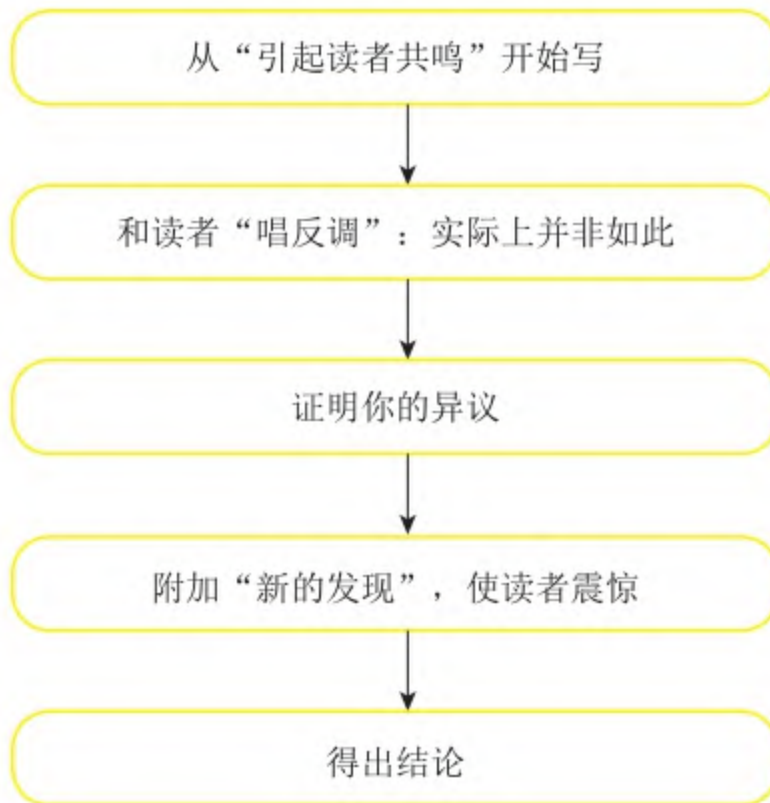 从“引起读者共鸣”开始写
和读者“唱反调”：实际上并非如此
证明你的异议
附加“新的发现”，使读者震惊
得出结论